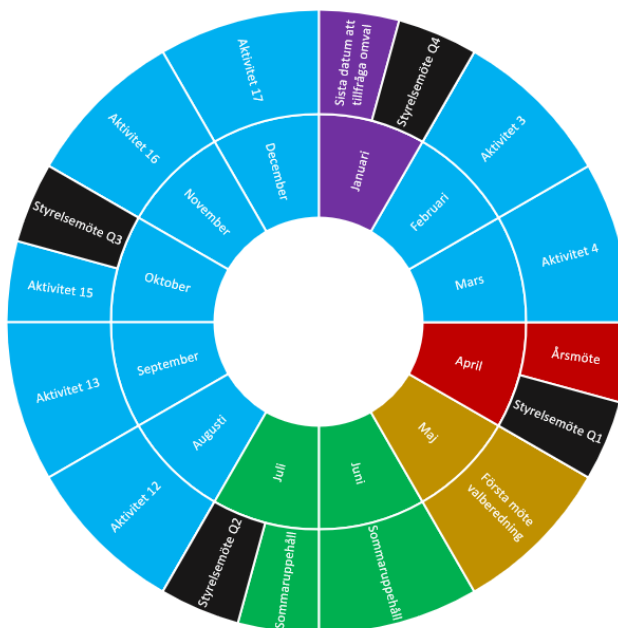 Sista datum att
tillfråga omval
Styrelsemöte Q4
Aktivitet 3
Aktivitet 4
Årsmöte
Styrelsemöte Q1
Första möte
valberedning
Sommaruppehåll
Sommaruppehåll
Styrelsemöte Q2
Aktivitet 12
Aktivitet 13
Aktivitet 15
Styrelsemöte Q3
Aktivitet 16
Aktivitet 17
Januari
Februari
Mars
April
Maj
Juni
Juli
Augusti
September
Oktober
November
December